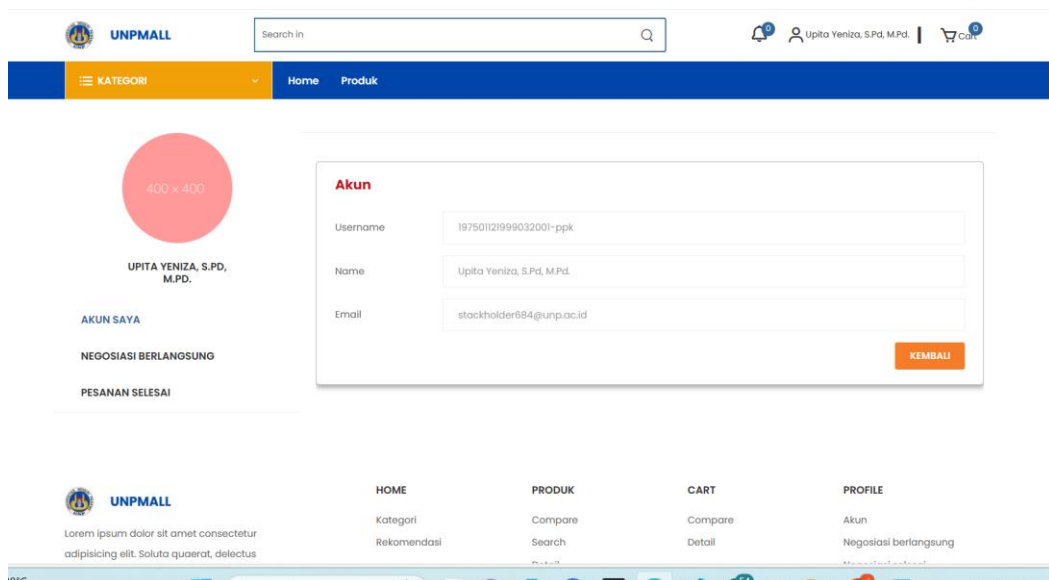 UNPMALL
Search in
0
Upita Yeniza, S.Pd, M.Pd.
Cart
0
KATEGORI
Home
Produk
400 × 400
UPITA YENIZA, S.PD,
M.PD.
AKUN SAYA
NEGOSIASI BERLANGSUNG
PESANAN SELESAI
Akun
Username
197501121999032001-ppk
Name
Upita Yeniza, S.Pd, M.Pd.
Email
stackholder684@unp.ac.id
KEMBALI
UNPMALL
Lorem ipsum dolor sit amet consectetur
adipisicing elit. Soluta quaerat, delectus
HOME
Kategori
Rekomendasi
PRODUK
Compare
Search
CART
Compare
Detail
PROFILE
Akun
Negosiasi berlangsung